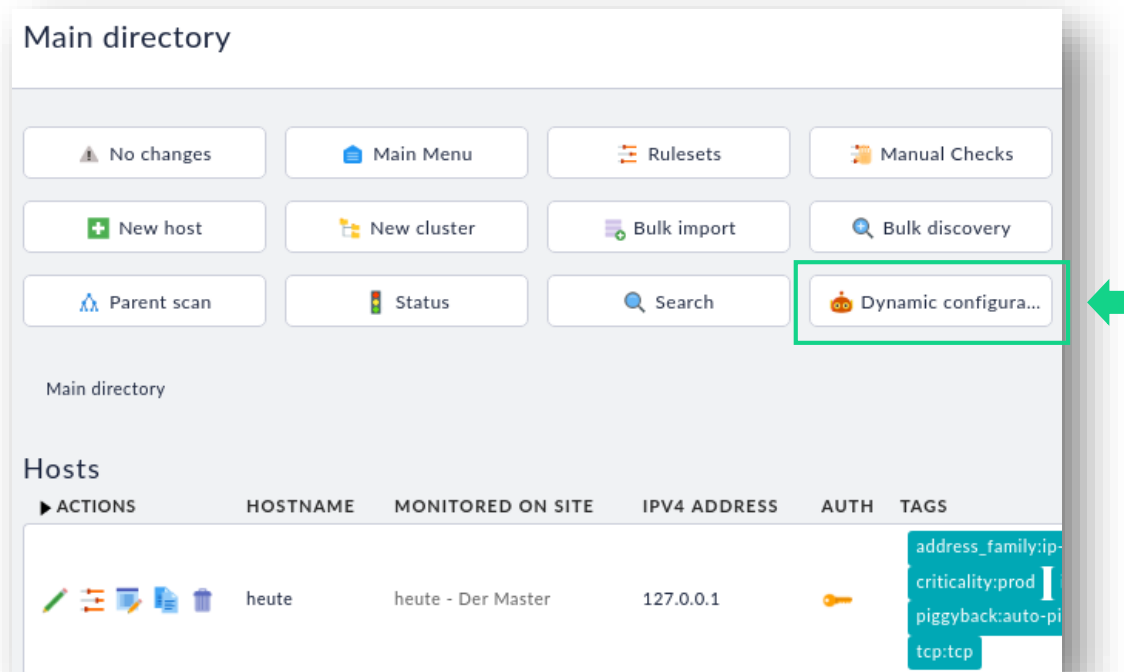 Main directory
No changes Main Menu Rulesets Manual Checks
New host New cluster Bulk import Bulk discovery
Parent scan Status Search Dynamic configura...
Main directory
Hosts
ACTIONS HOSTNAME MONITORED ON SITE IPV4 ADDRESS AUTH TAGS
address_family:ip-
criticality:prod
heute heute - Der Master 127.0.0.1
piggyback:auto-pi
tcp:tcp